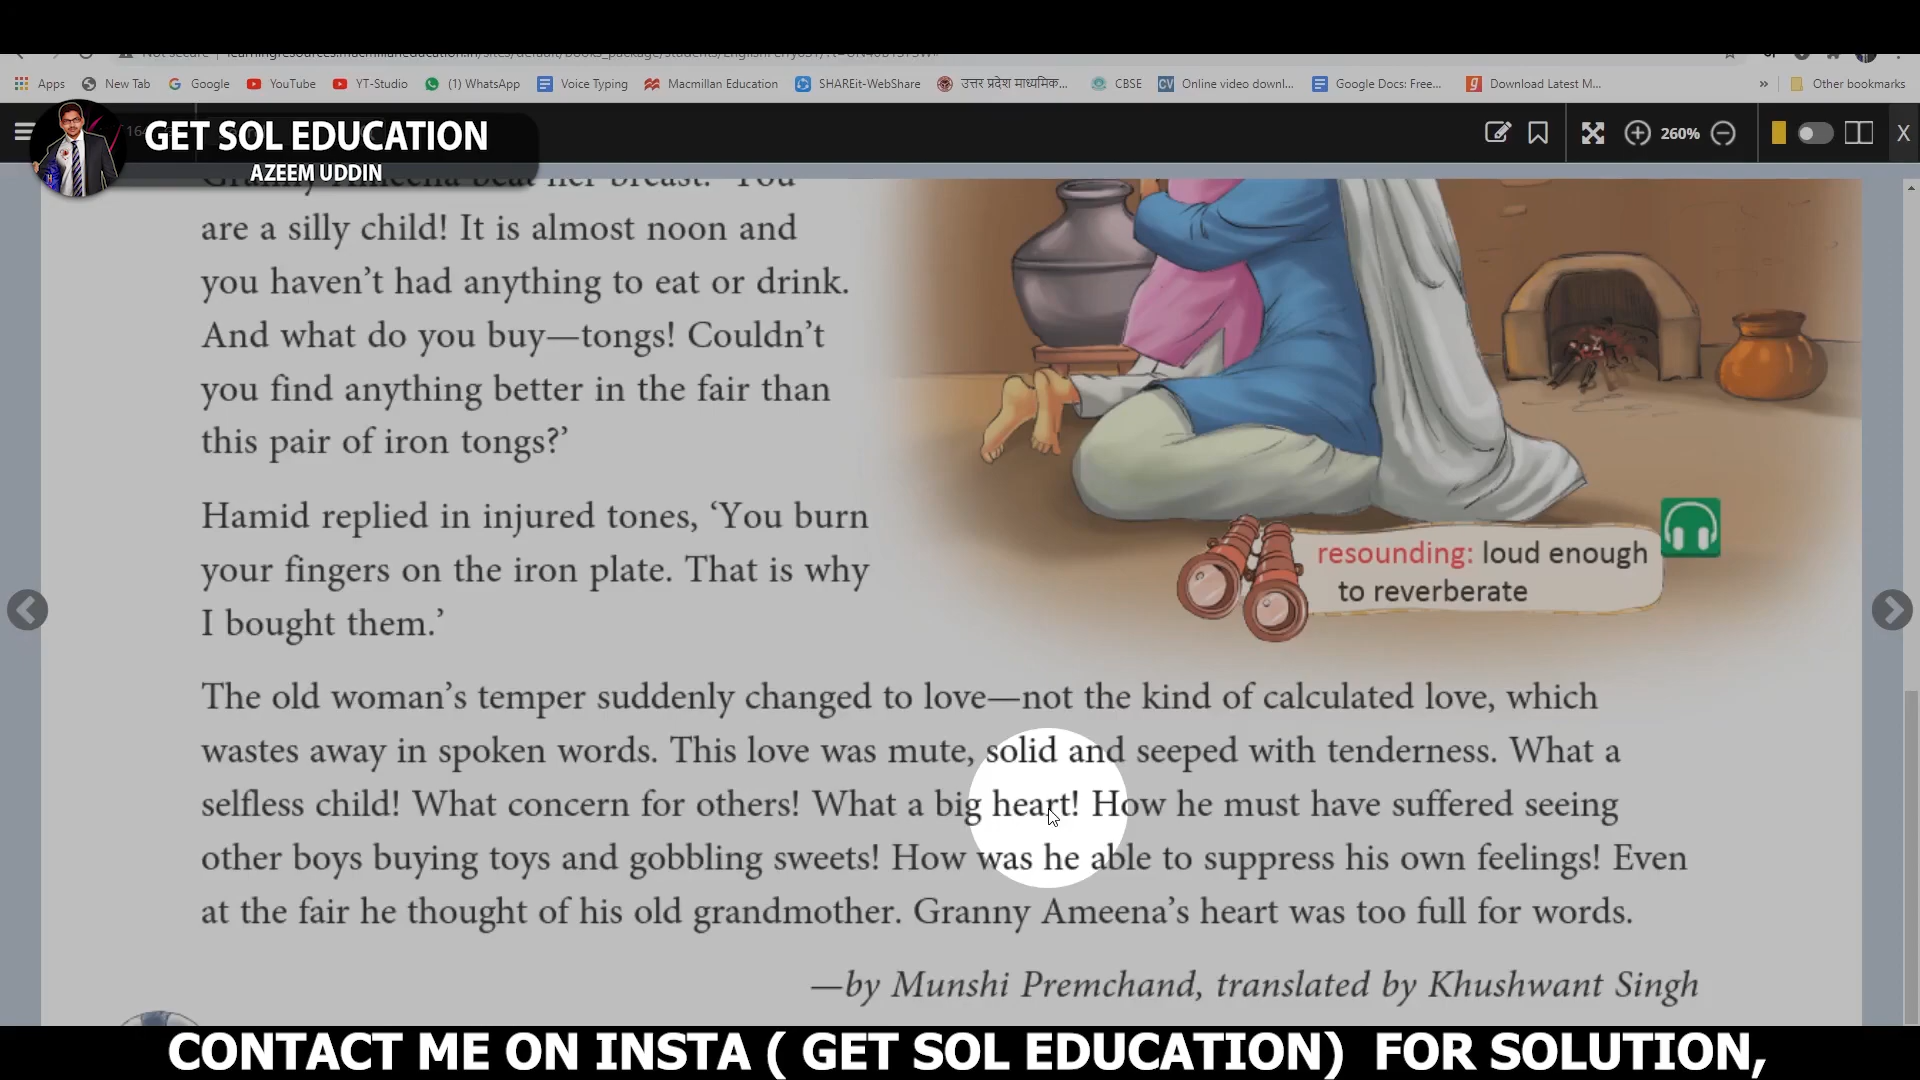 Apps New Tab Google YouTube YT-Studio (1) WhatsApp Voice Typing Macmillan Education SHAREit-WebShare उत्तर प्रदेश माध्यमिक... CBSE Online video downl... Google Docs: Free... Download Latest M... » Other bookmarks
GET SOL EDUCATION
AZEEM UDDIN
260%
X
Granny Ameena beat her breast. 'You
are a silly child! It is almost noon and
you haven't had anything to eat or drink.
And what do you buy—tongs! Couldn't
you find anything better in the fair than
this pair of iron tongs?'
Hamid replied in injured tones, 'You burn
your fingers on the iron plate. That is why
I bought them.'
resounding: loud enough
to reverberate
The old woman's temper suddenly changed to love—not the kind of calculated love, which
wastes away in spoken words. This love was mute, solid and seeped with tenderness. What a
selfless child! What concern for others! What a big heart! How he must have suffered seeing
other boys buying toys and gobbling sweets! How was he able to suppress his own feelings! Even
at the fair he thought of his old grandmother. Granny Ameena's heart was too full for words.
—by Munshi Premchand, translated by Khushwant Singh
CONTACT ME ON INSTA ( GET SOL EDUCATION) FOR SOLUTION,